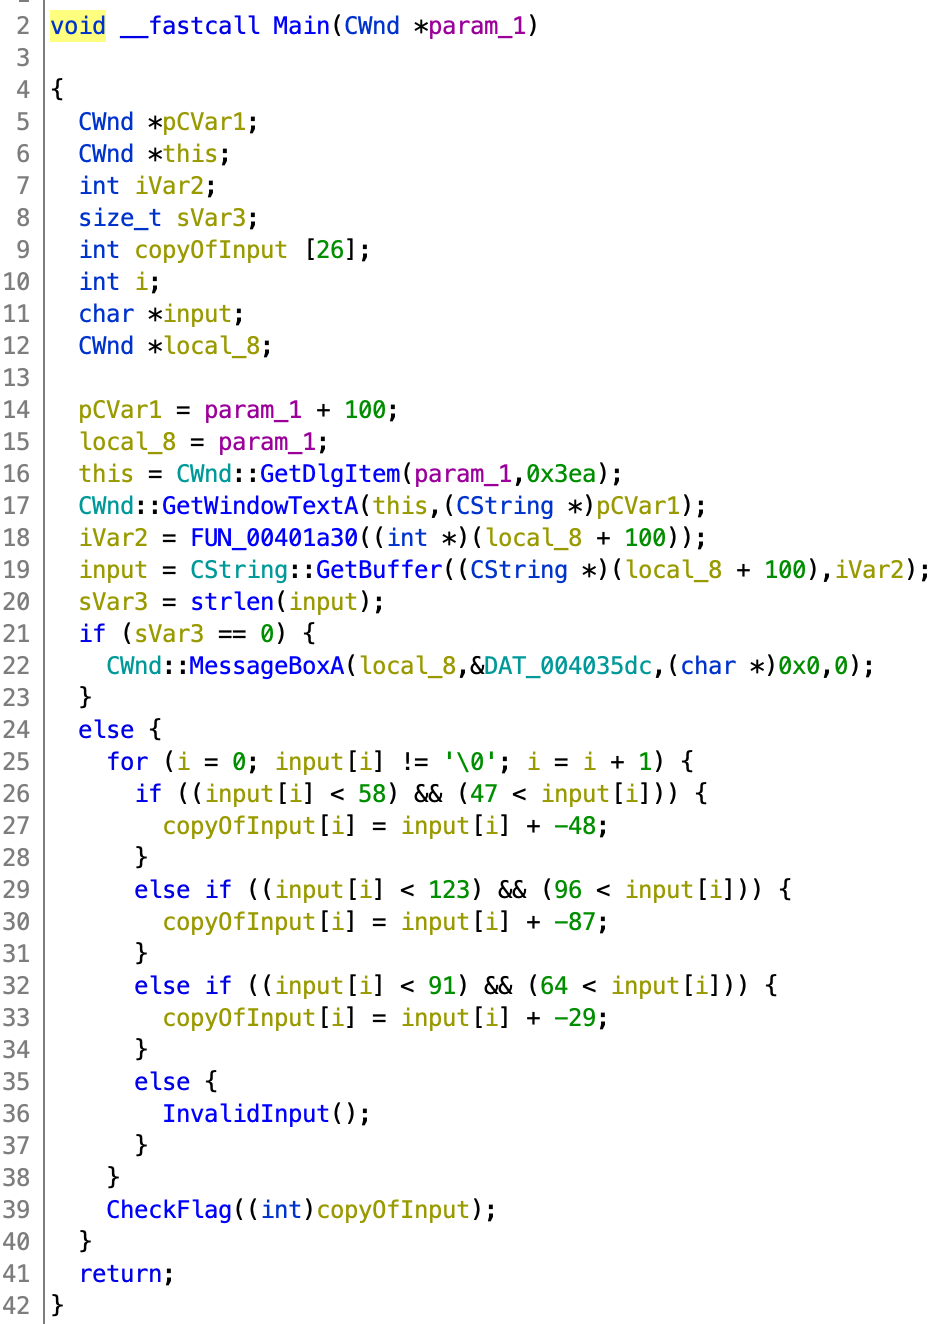 2 void __fastcall Main(CWnd *param_1)
3
4 {
5 CWnd *pCVar1;
6 CWnd *this;
7 int iVar2;
8 size_t sVar3;
9 int copyOfInput [26];
10 int i;
11 char *input;
12 CWnd *local_8;
13
14 pCVar1 = param_1 + 100;
15 local_8 = param_1;
16 this = CWnd::GetDlgItem(param_1,0x3ea);
17 CWnd::GetWindowTextA(this,(CString *)pCVar1);
18 iVar2 = FUN_00401a30((int *)(local_8 + 100));
19 input = CString::GetBuffer((CString *)(local_8 + 100),iVar2);
20 sVar3 = strlen(input);
21 if (sVar3 == 0) {
22 CWnd::MessageBoxA(local_8,&DAT_004035dc,(char *)0x0,0);
23 }
24 else {
25 for (i = 0; input[i] != '\0'; i = i + 1) {
26 if ((input[i] < 58) && (47 < input[i])) {
27 copyOfInput[i] = input[i] + -48;
28 }
29 else if ((input[i] < 123) && (96 < input[i])) {
30 copyOfInput[i] = input[i] + -87;
31 }
32 else if ((input[i] < 91) && (64 < input[i])) {
33 copyOfInput[i] = input[i] + -29;
34 }
35 else {
36 InvalidInput();
37 }
38 }
39 CheckFlag((int)copyOfInput);
40 }
41 return;
42 }